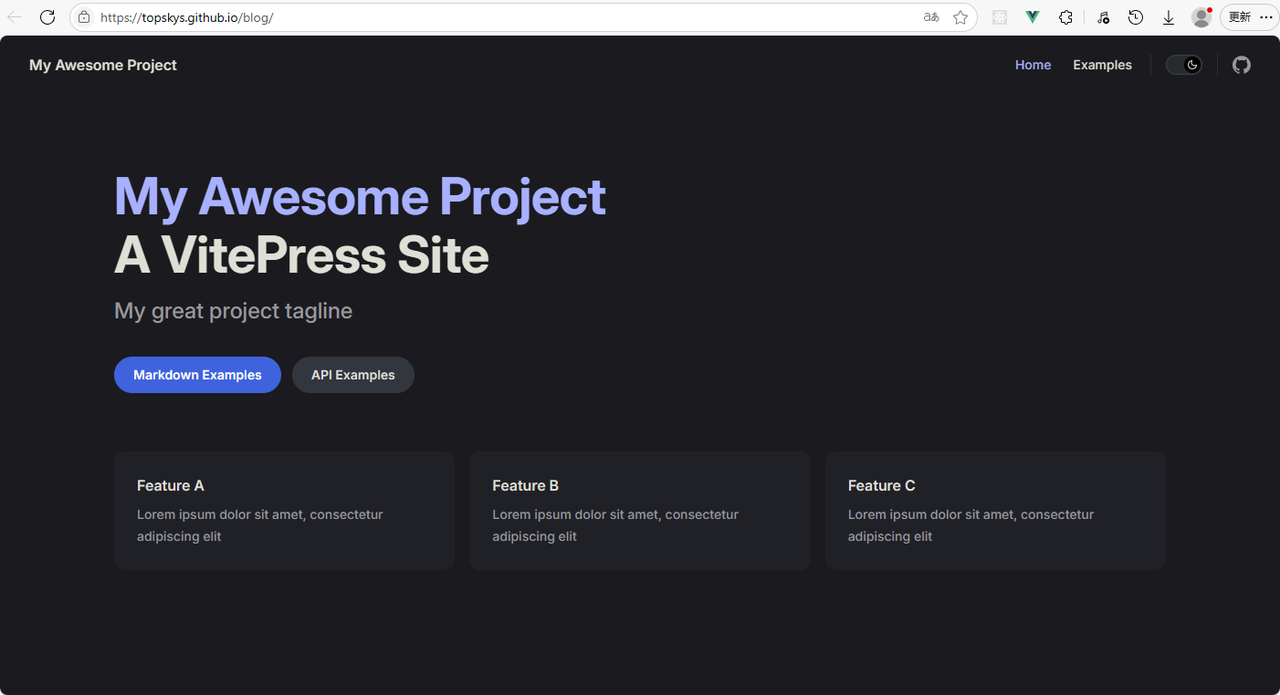 https://topskys.github.io/blog/
aあ
更新
My Awesome Project
Home
Examples
My Awesome Project
A VitePress Site
My great project tagline
Markdown Examples
API Examples
Feature A
Lorem ipsum dolor sit amet, consectetur
adipiscing elit
Feature B
Lorem ipsum dolor sit amet, consectetur
adipiscing elit
Feature C
Lorem ipsum dolor sit amet, consectetur
adipiscing elit